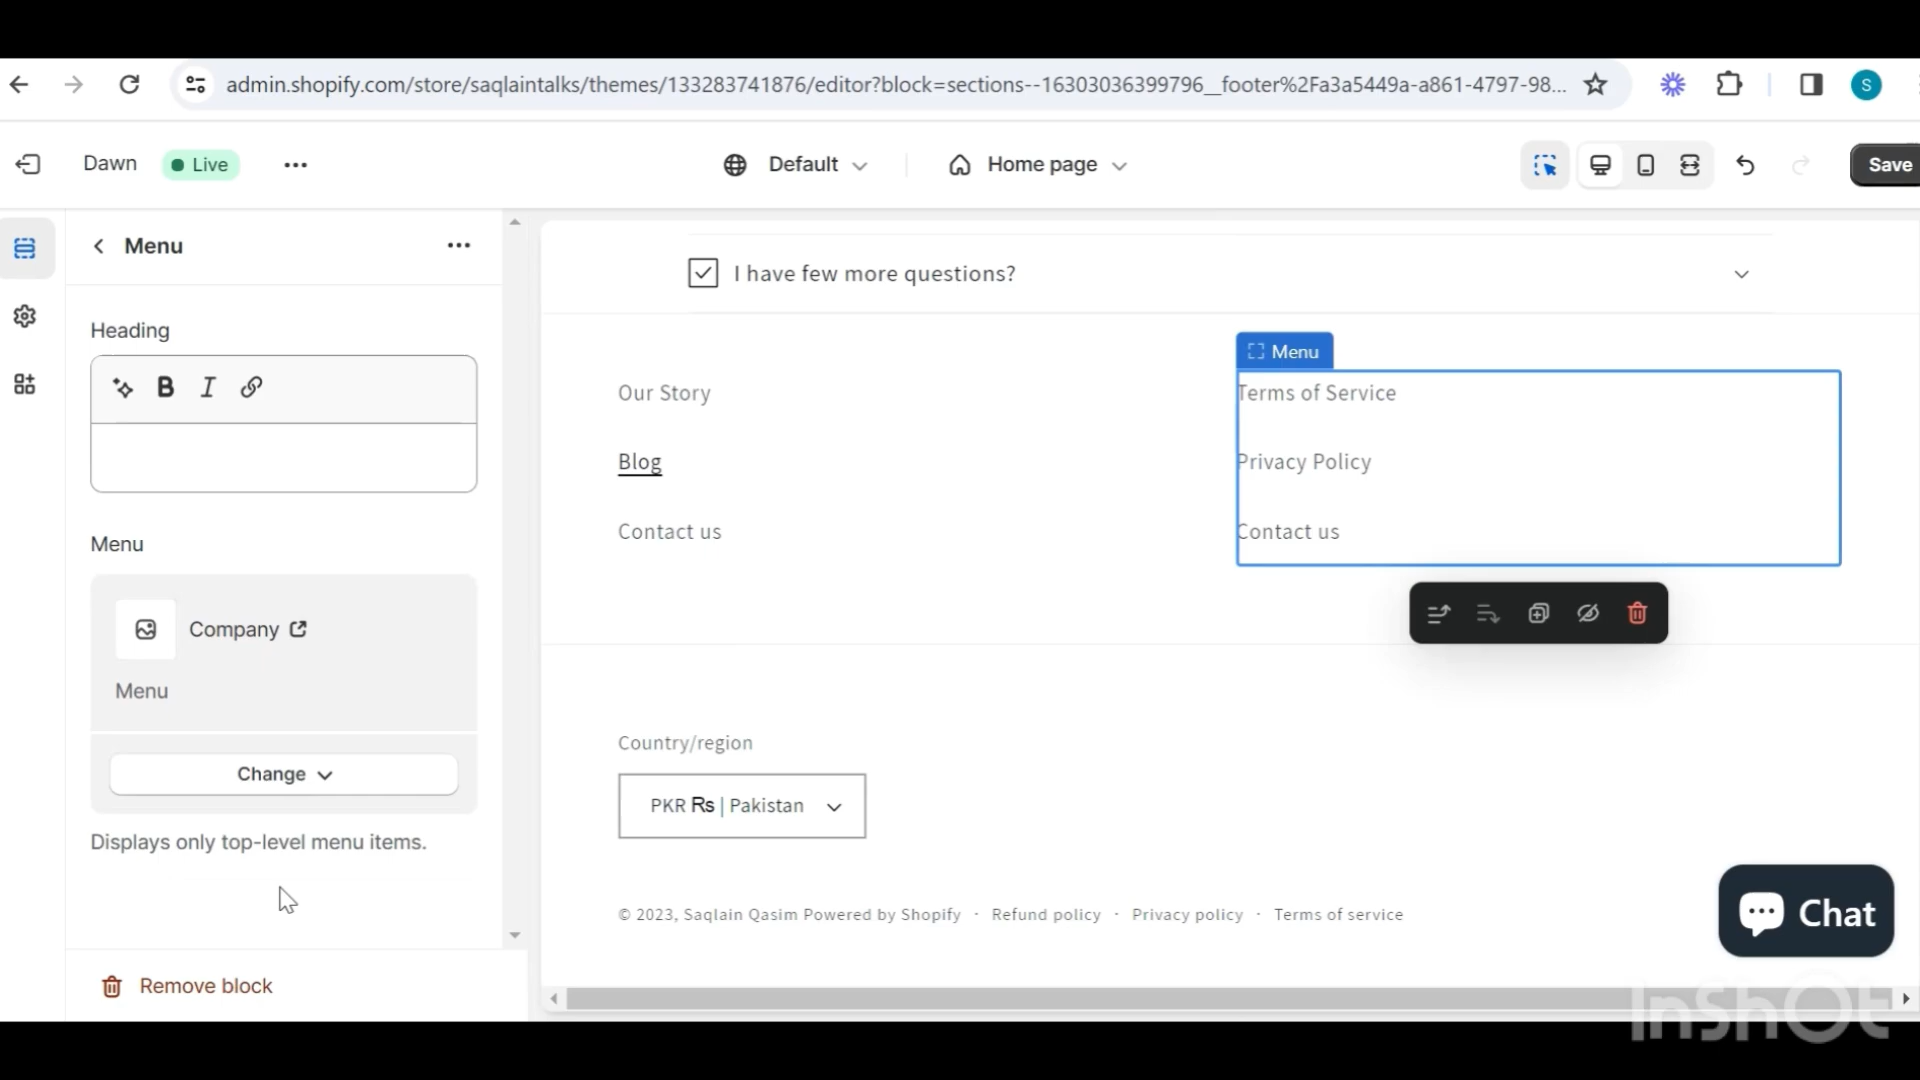 admin.shopify.com/store/saqlaintalks/themes/133283741876/editor?block=sections--16303036399796__footer%2Fa3a5449a-a861-4797-98...
S
Dawn
Live
Default
Home page
Save
Menu
Heading
B I
Menu
Company
Menu
Change
Displays only top-level menu items.
Remove block
I have few more questions?
Menu
Our Story
Terms of Service
Blog
Privacy Policy
Contact us
Contact us
Country/region
PKR ₨ | Pakistan
© 2023, Saqlain Qasim Powered by Shopify · Refund policy · Privacy policy · Terms of service
Chat
InShOt